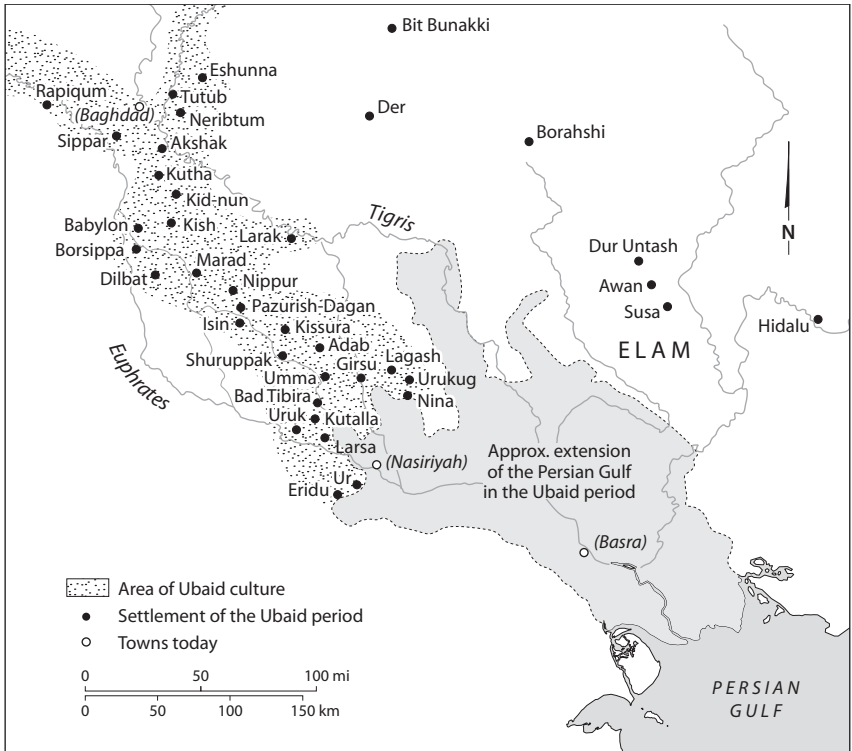 Bit Bunakki
Eshunna
Rapiqum
Tutub
(Baghdad)
Neribtum
Der
Sippar
Akshak
Borahshi
Kutha
Kid-nun
Babylon
Kish
Tigris
Larak
N
Borsippa
Marad
Dur Untash
Dilbat
Nippur
Awan
Pazurish-Dagan
Susa
Isin
Kissura
Hidalu
Adab
ELAM
Shuruppak
Girsu
Lagash
Euphrates
Umma
Urukug
Bad Tibira
Nina
Uruk
Kutalla
Larsa
Approx. extension
of the Persian Gulf
in the Ubaid period
(Nasiriyah)
Ur
Eridu
(Basra)
Area of Ubaid culture
Settlement of the Ubaid period
Towns today
0 50 100 mi
0 50 100 150 km
PERSIAN
GULF